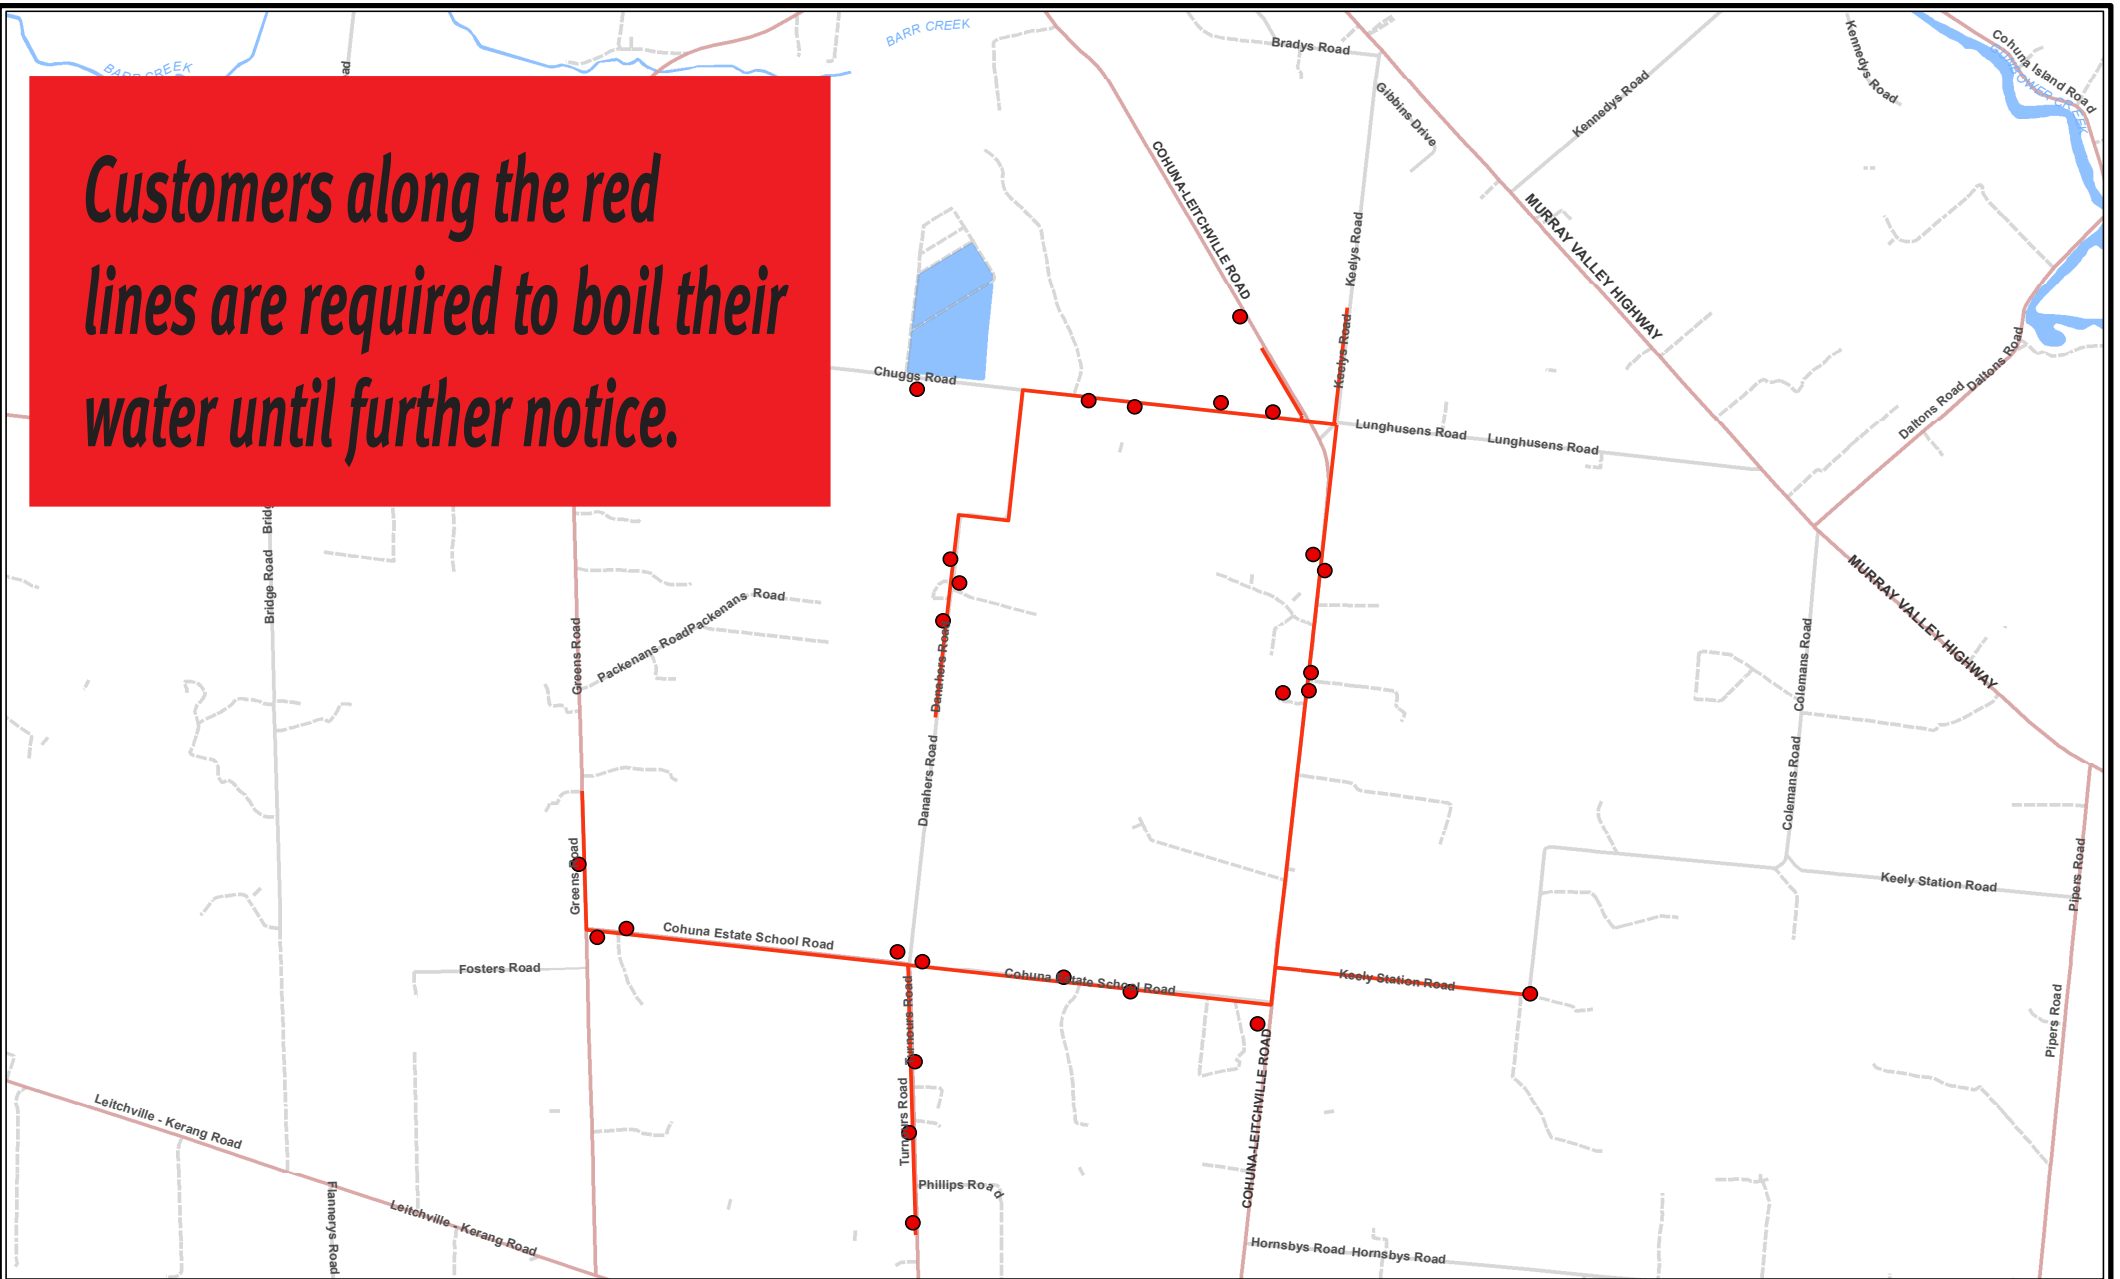 BARR CREEK
BARR CREEK
Bradys Road
Gibbins Drive
Kennedys Road
Kennedys Road
Cohuna Island Road
Customers along the red
lines are required to boil their
water until further notice.
COHUNA-LEITCHVILLE ROAD
Keelys Road
Keelys Road
MURRAY VALLEY HIGHWAY
Daltons Road
Daltons Road
Chuggs Road
Lunghusens Road
Lunghusens Road
Bridge Road
Greens Road
Packenans Road
Packenans Road
Danahers Road
Danahers Road
MURRAY VALLEY HIGHWAY
Colemans Road
Colemans Road
Greens Road
Keely Station Road
Pipers Road
Cohuna Estate School Road
Fosters Road
Cohuna Estate School Road
Keely Station Road
Turnours Road
Turnours Road
Pipers Road
COHUNA-LEITCHVILLE ROAD
Leitchville - Kerang Road
Leitchville - Kerang Road
Flannerys Road
Phillips Road
Hornsbys Road
Hornsbys Road